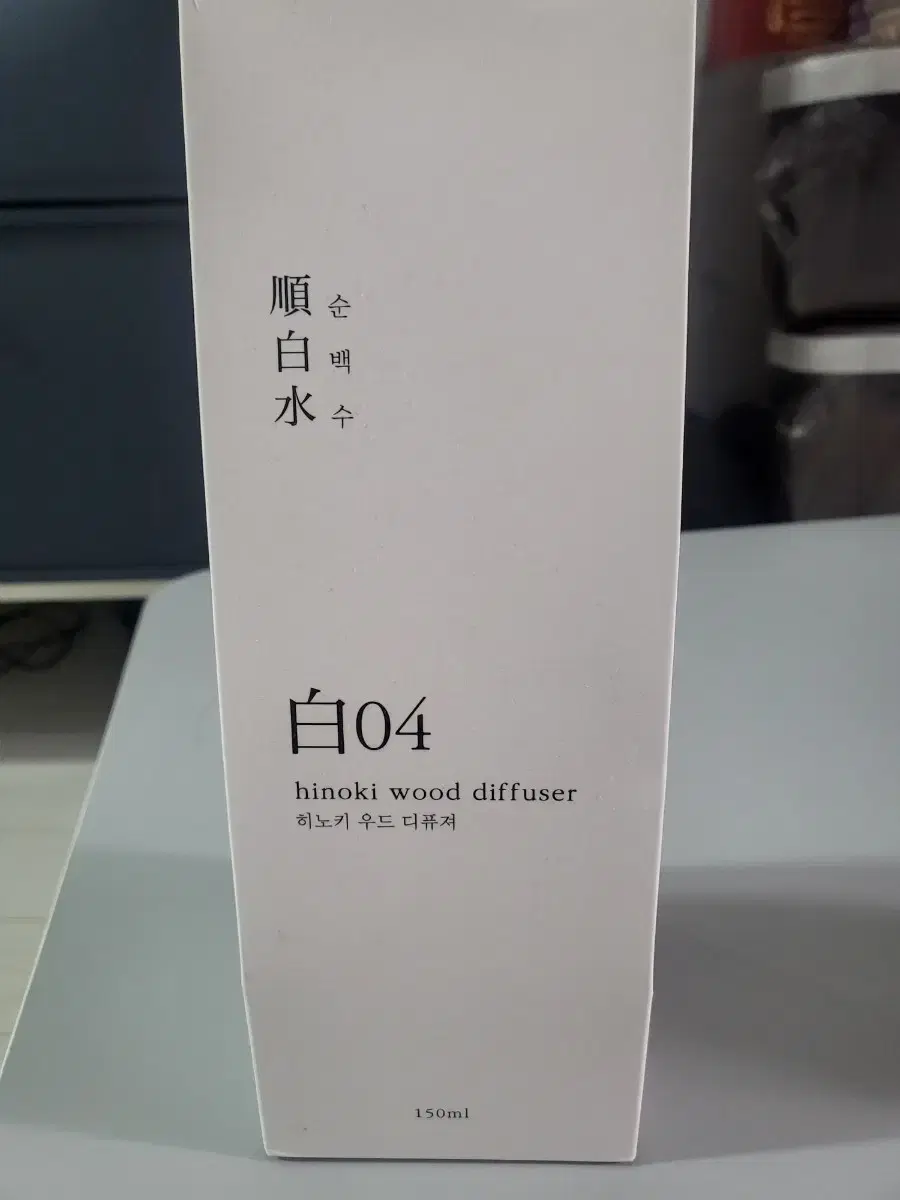 順 순
白 백
水 수
白04
hinoki wood diffuser
히노키 우드 디퓨져
150ml